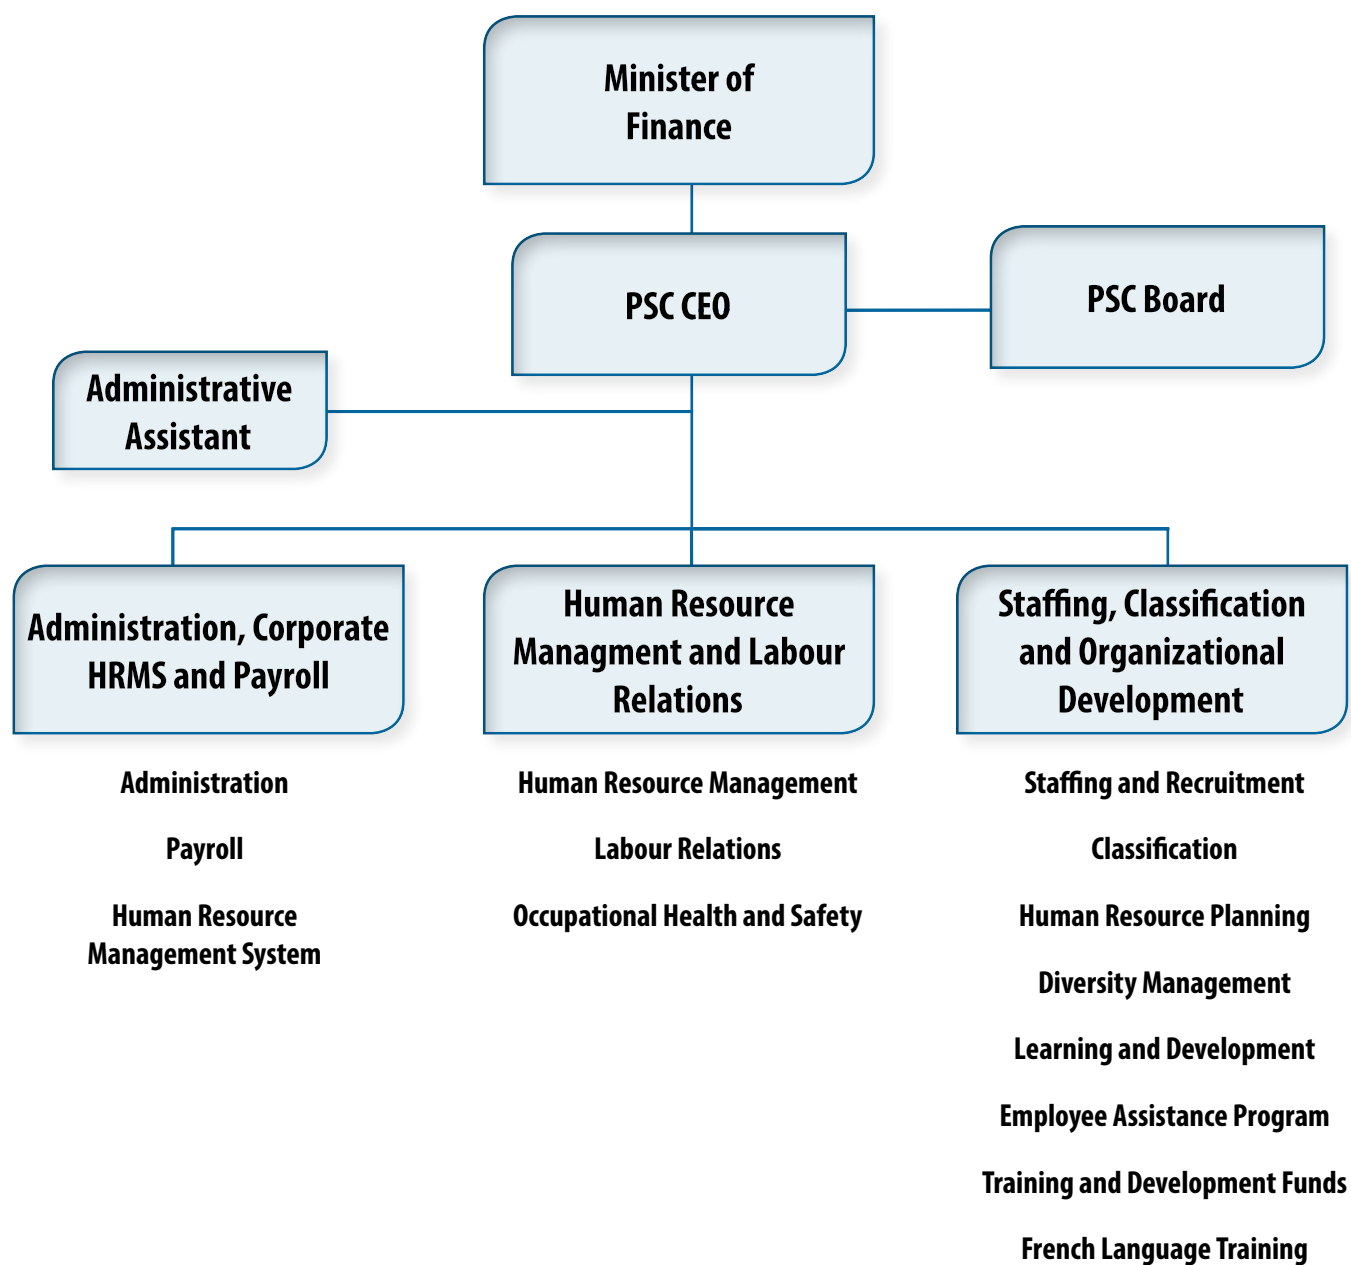 Minister of
Finance
PSC CEO
PSC Board
Administrative
Assistant
Administration, Corporate
HRMS and Payroll
Human Resource
Managment and Labour
Relations
Staffing, Classification
and Organizational
Development
Administration
Payroll
Human Resource
Management System
Human Resource Management
Labour Relations
Occupational Health and Safety
Staffing and Recruitment
Classification
Human Resource Planning
Diversity Management
Learning and Development
Employee Assistance Program
Training and Development Funds
French Language Training